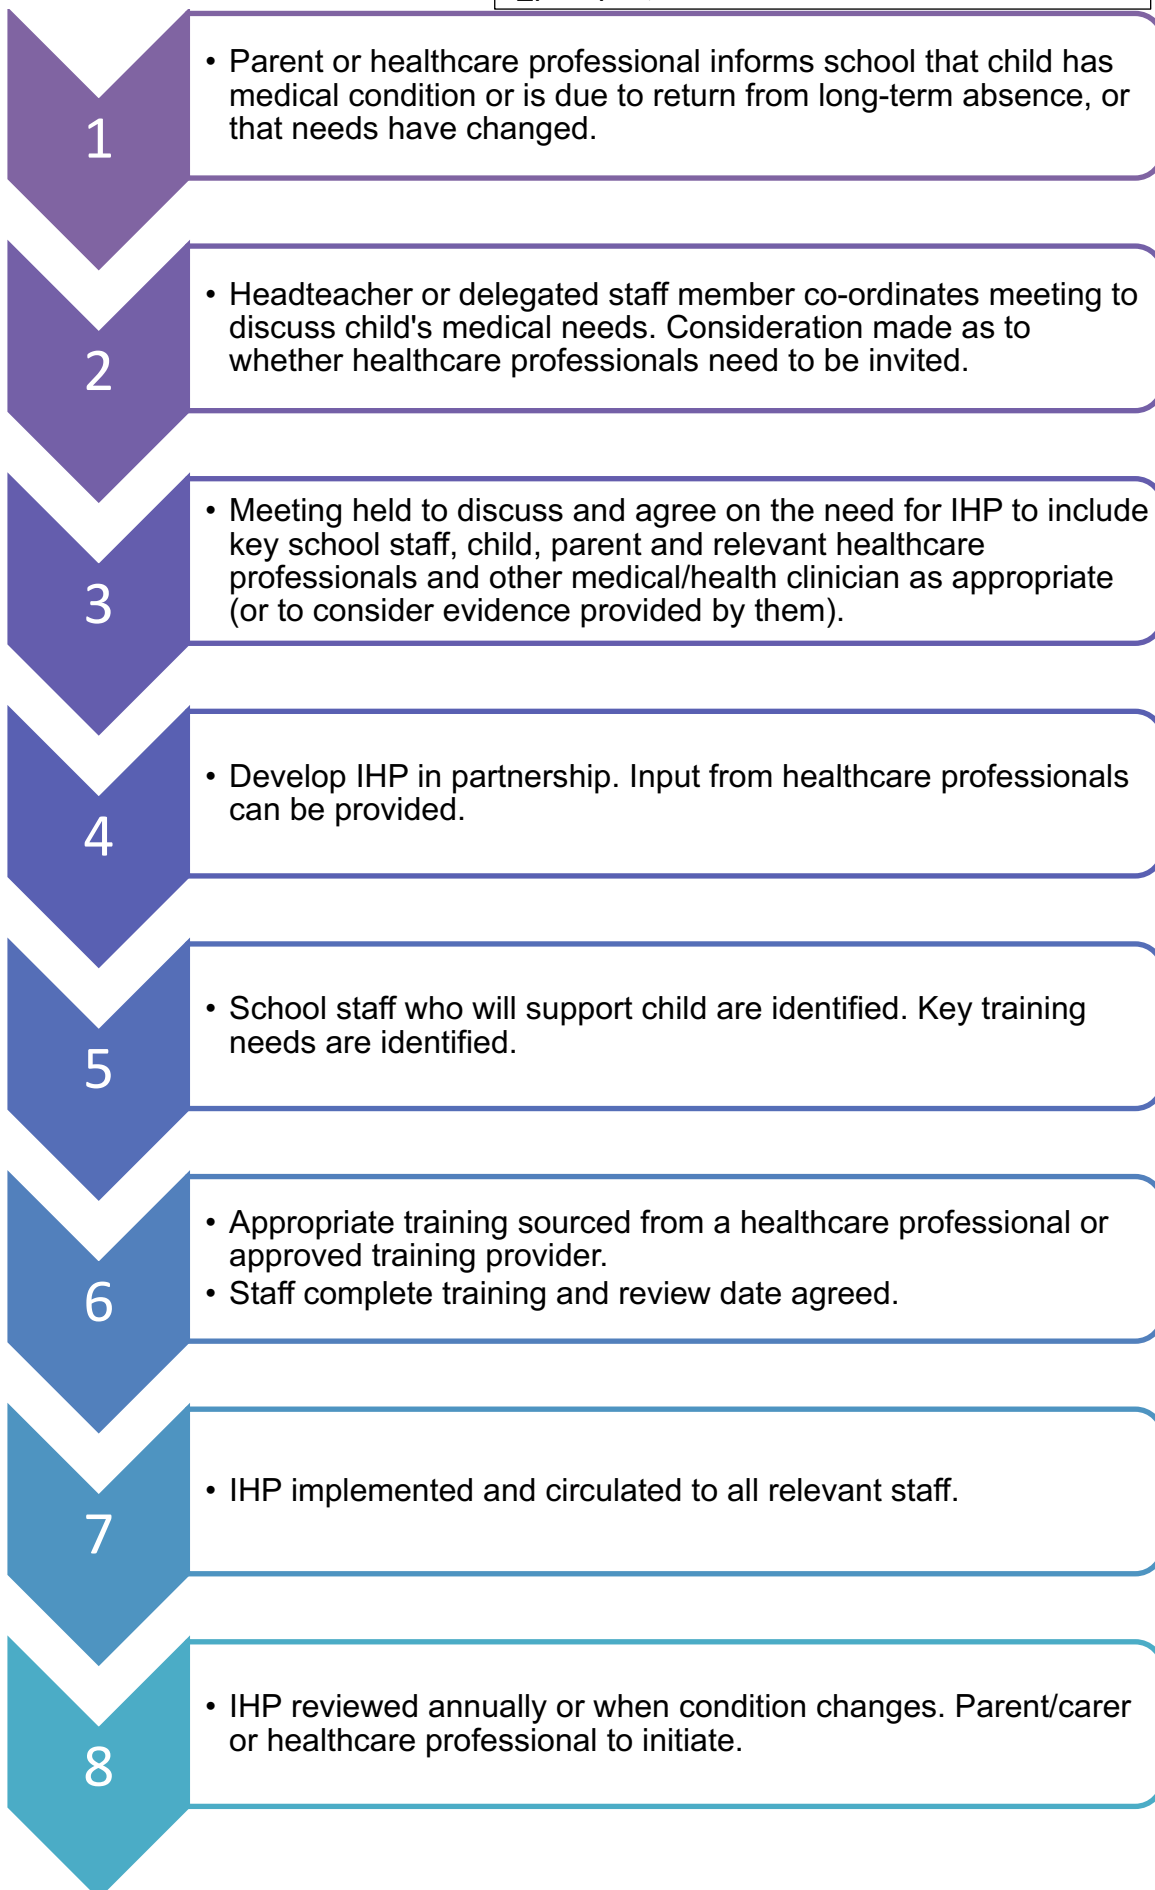 1
• Parent or healthcare professional informs school that child has
medical condition or is due to return from long-term absence, or
that needs have changed.
2
• Headteacher or delegated staff member co-ordinates meeting to
discuss child's medical needs. Consideration made as to
whether healthcare professionals need to be invited.
3
• Meeting held to discuss and agree on the need for IHP to include
key school staff, child, parent and relevant healthcare
professionals and other medical/health clinician as appropriate
(or to consider evidence provided by them).
4
• Develop IHP in partnership. Input from healthcare professionals
can be provided.
5
• School staff who will support child are identified. Key training
needs are identified.
6
• Appropriate training sourced from a healthcare professional or
approved training provider.
• Staff complete training and review date agreed.
7
• IHP implemented and circulated to all relevant staff.
8
• IHP reviewed annually or when condition changes. Parent/carer
or healthcare professional to initiate.